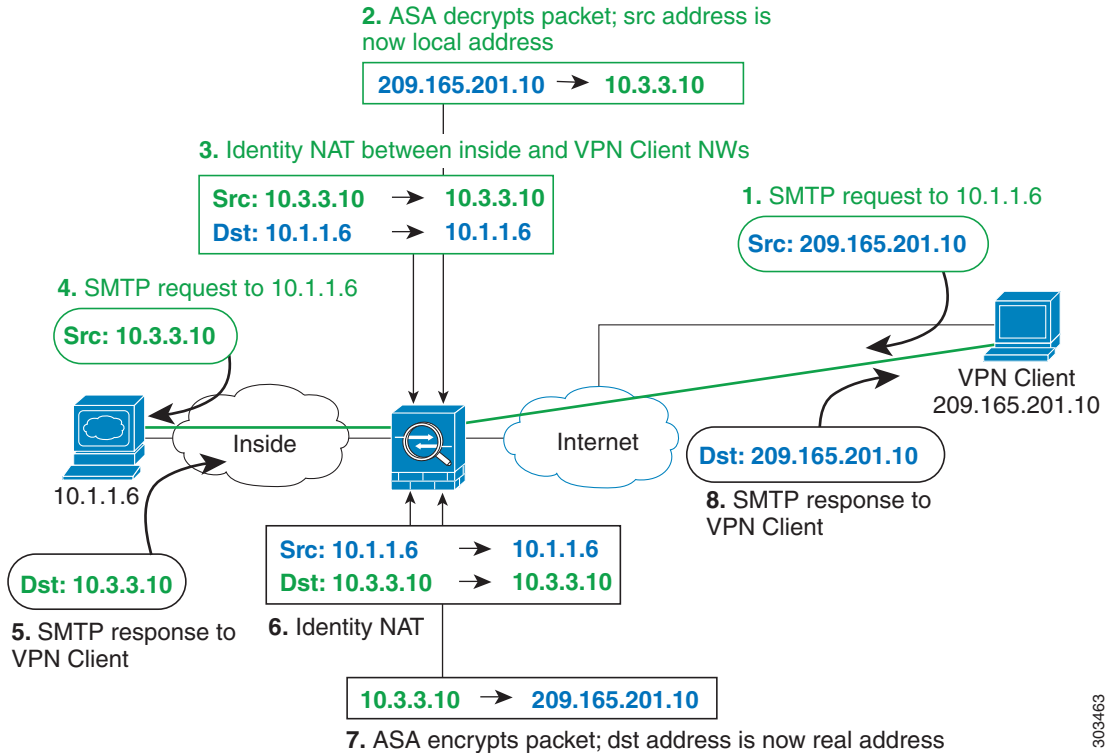 2. ASA decrypts packet; src address is
now local address
209.165.201.10 → 10.3.3.10
3. Identity NAT between inside and VPN Client NWs
Src: 10.3.3.10 → 10.3.3.10
Dst: 10.1.1.6 → 10.1.1.6
1. SMTP request to 10.1.1.6
Src: 209.165.201.10
4. SMTP request to 10.1.1.6
Src: 10.3.3.10
VPN Client
209.165.201.10
Inside
Internet
10.1.1.6
Dst: 209.165.201.10
8. SMTP response to
VPN Client
Src: 10.1.1.6 → 10.1.1.6
Dst: 10.3.3.10 → 10.3.3.10
6. Identity NAT
Dst: 10.3.3.10
5. SMTP response to
VPN Client
10.3.3.10 → 209.165.201.10
7. ASA encrypts packet; dst address is now real address
303463